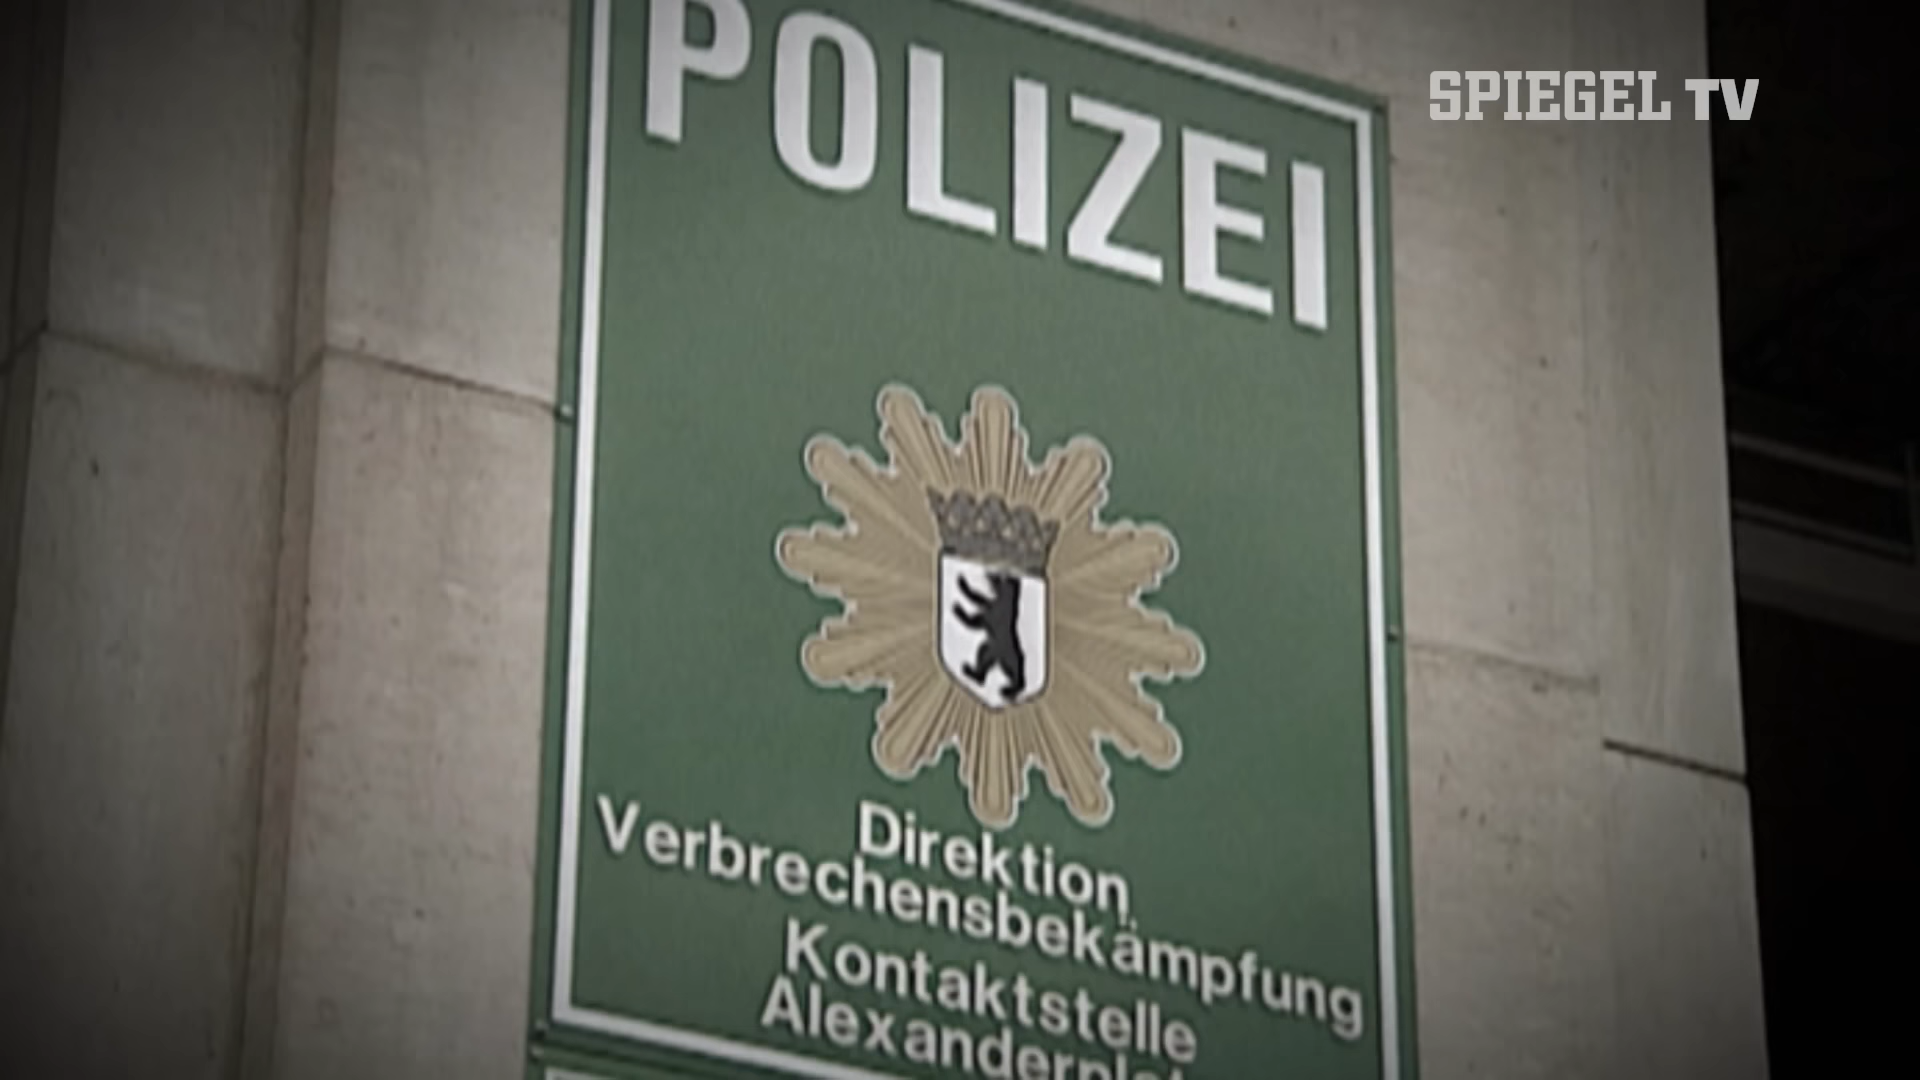 POLIZEI
SPIEGEL TV
Direktion
Verbrechensbekämpfung
Kontaktstelle